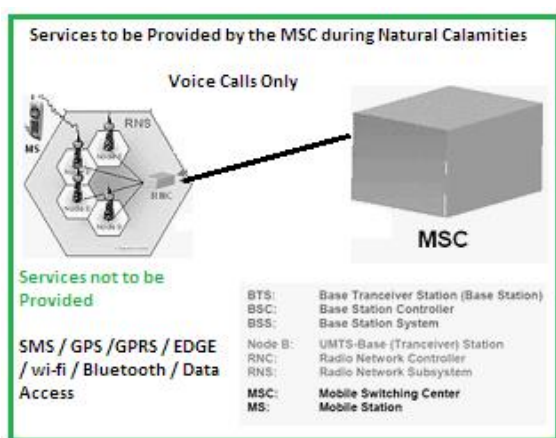 Services to be Provided by the MSC during Natural Calamities
Voice Calls Only
RNS
MS
Node B
RNC
MSC
Services not to be
Provided
SMS / GPS /GPRS / EDGE
/ wi-fi / Bluetooth / Data
Access
BTS: Base Tranceiver Station (Base Station)
BSC: Base Station Controller
BSS: Base Station System
Node B: UMTS-Base (Tranceiver) Station
RNC: Radio Network Controller
RNS: Radio Network Subsystem
MSC: Mobile Switching Center
MS: Mobile Station